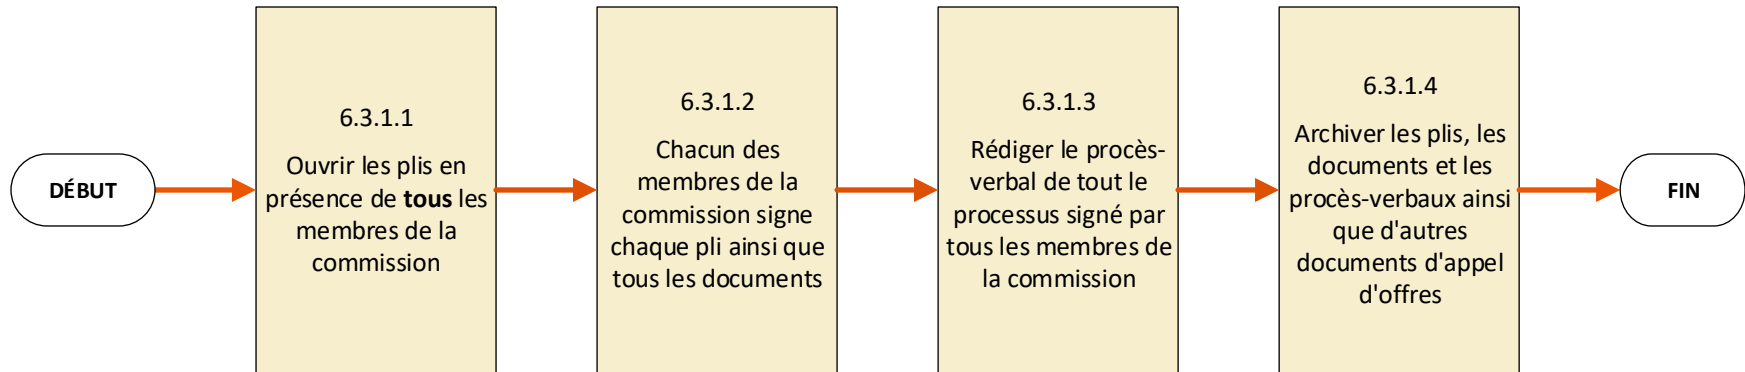 DÉBUT
6.3.1.1
Ouvrir les plis en
présence de tous les
membres de la
commission
6.3.1.2
Chacun des
membres de la
commission signe
chaque pli ainsi que
tous les documents
6.3.1.3
Rédiger le procès-
verbal de tout le
processus signé par
tous les membres de
la commission
6.3.1.4
Archiver les plis, les
documents et les
procès-verbaux ainsi
que d'autres
documents d'appel
d'offres
FIN